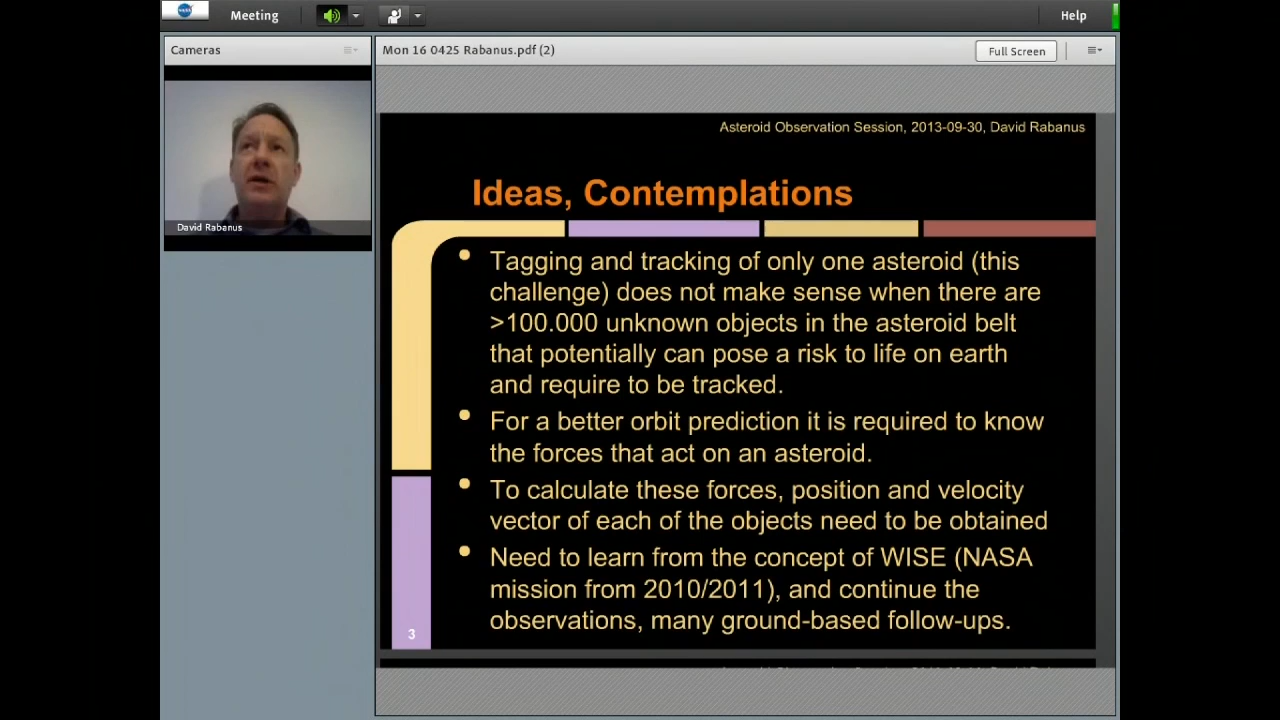 Meeting
Help
Cameras
David Rabanus
Mon 16 0425 Rabanus.pdf (2)
Full Screen
Asteroid Observation Session, 2013-09-30, David Rabanus
Ideas, Contemplations
• Tagging and tracking of only one asteroid (this
challenge) does not make sense when there are
>100.000 unknown objects in the asteroid belt
that potentially can pose a risk to life on earth
and require to be tracked.
• For a better orbit prediction it is required to know
the forces that act on an asteroid.
• To calculate these forces, position and velocity
vector of each of the objects need to be obtained
• Need to learn from the concept of WISE (NASA
mission from 2010/2011), and continue the
observations, many ground-based follow-ups.
3